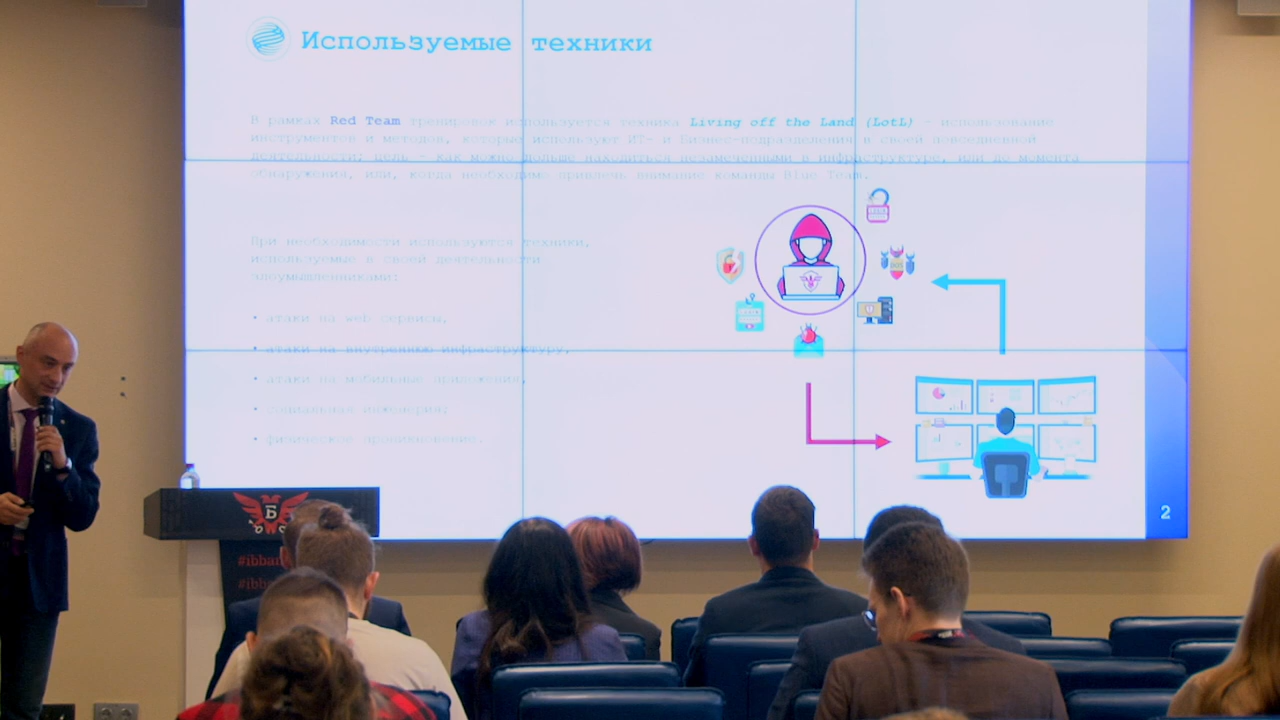 Используемые техники
В рамках Red Team тренировок используется техника Living off the Land (LotL) - использование
инструментов и методов, которые используют ИТ- и Бизнес-подразделения в своей повседневной
деятельности; цель - как можно дольше находиться незамеченными в инфраструктуре, или до момента
обнаружения, или, когда необходимо привлечь внимание команды Blue Team.
При необходимости используются техники,
используемые в своей деятельности
злоумышленниками:
• атаки на web-сервисы,
• атаки на внутреннюю инфраструктуру,
• атаки на мобильные приложения,
• социальная инженерия;
• физическое проникновение.
2
Б
#ibban
#ibb